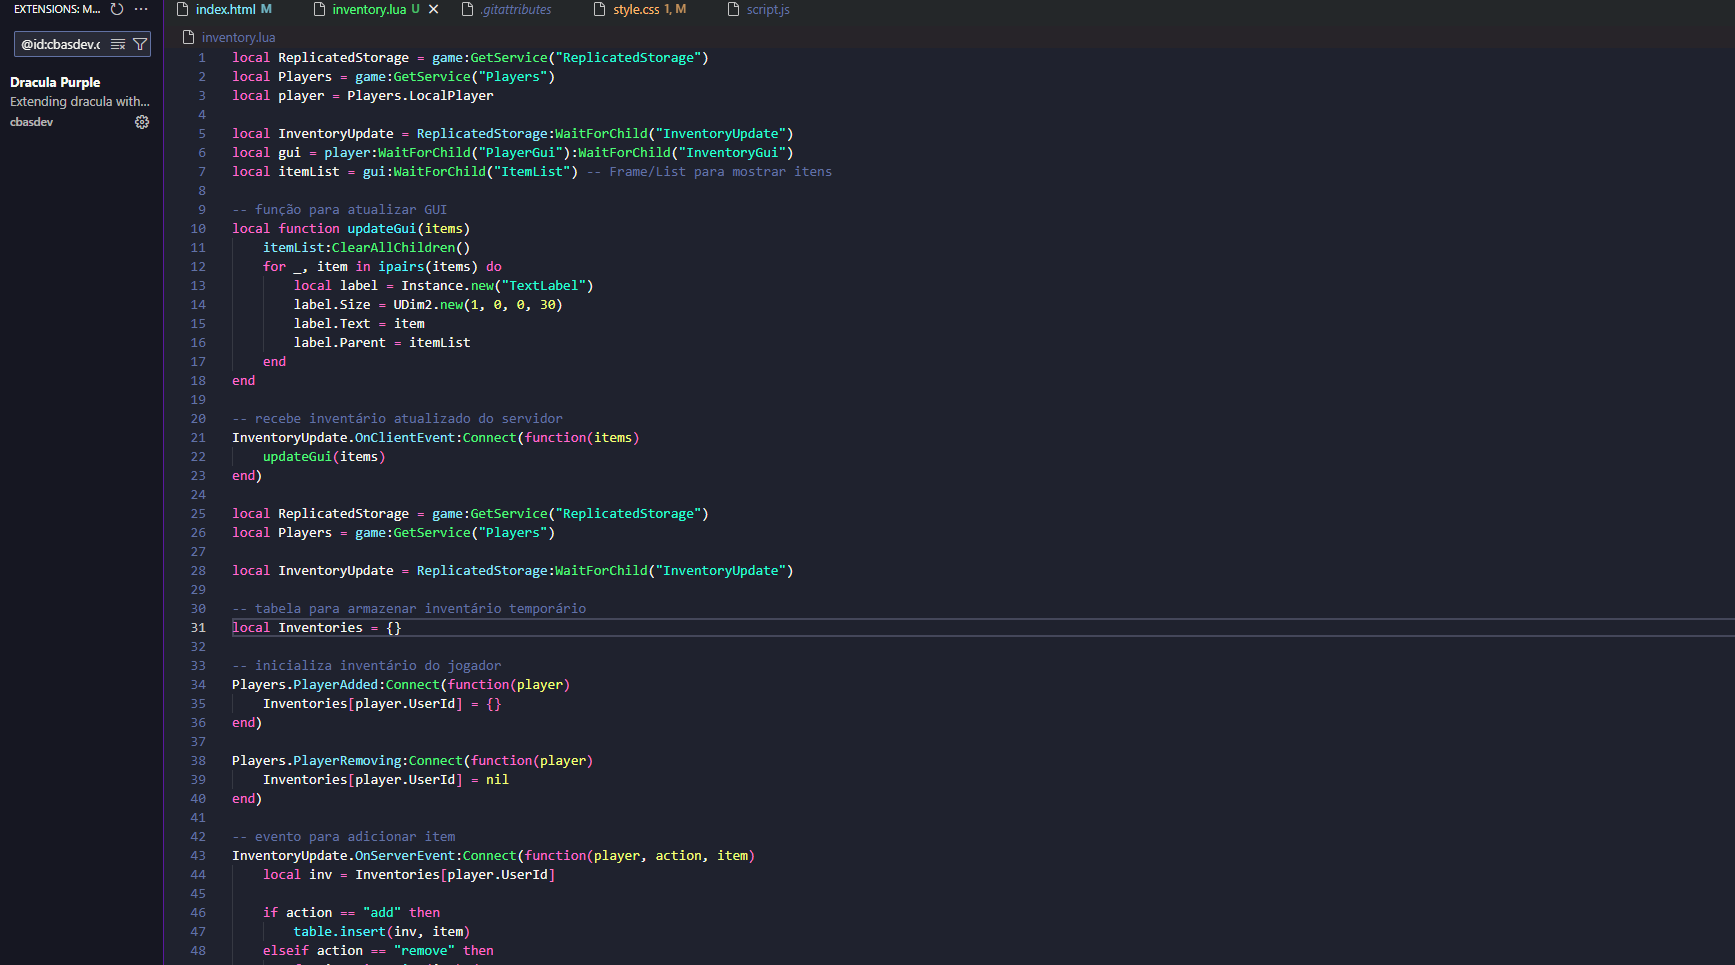 EXTENSIONS: M...
index.html M
inventory.lua U
.gitattributes
style.css 1, M
script.js
@id:cbasdev.c
Dracula Purple
Extending dracula with...
cbasdev
inventory.lua
1 local ReplicatedStorage = game:GetService("ReplicatedStorage")
2 local Players = game:GetService("Players")
3 local player = Players.LocalPlayer
4
5 local InventoryUpdate = ReplicatedStorage:WaitForChild("InventoryUpdate")
6 local gui = player:WaitForChild("PlayerGui"):WaitForChild("InventoryGui")
7 local itemList = gui:WaitForChild("ItemList") -- Frame/List para mostrar itens
8
9 -- função para atualizar GUI
10 local function updateGui(items)
11 itemList:ClearAllChildren()
12 for _, item in ipairs(items) do
13 local label = Instance.new("TextLabel")
14 label.Size = UDim2.new(1, 0, 0, 30)
15 label.Text = item
16 label.Parent = itemList
17 end
18 end
19
20 -- recebe inventário atualizado do servidor
21 InventoryUpdate.OnClientEvent:Connect(function(items)
22 updateGui(items)
23 end)
24
25 local ReplicatedStorage = game:GetService("ReplicatedStorage")
26 local Players = game:GetService("Players")
27
28 local InventoryUpdate = ReplicatedStorage:WaitForChild("InventoryUpdate")
29
30 -- tabela para armazenar inventário temporário
31 local Inventories = {}
32
33 -- inicializa inventário do jogador
34 Players.PlayerAdded:Connect(function(player)
35 Inventories[player.UserId] = {}
36 end)
37
38 Players.PlayerRemoving:Connect(function(player)
39 Inventories[player.UserId] = nil
40 end)
41
42 -- evento para adicionar item
43 InventoryUpdate.OnServerEvent:Connect(function(player, action, item)
44 local inv = Inventories[player.UserId]
45
46 if action == "add" then
47 table.insert(inv, item)
48 elseif action == "remove" then